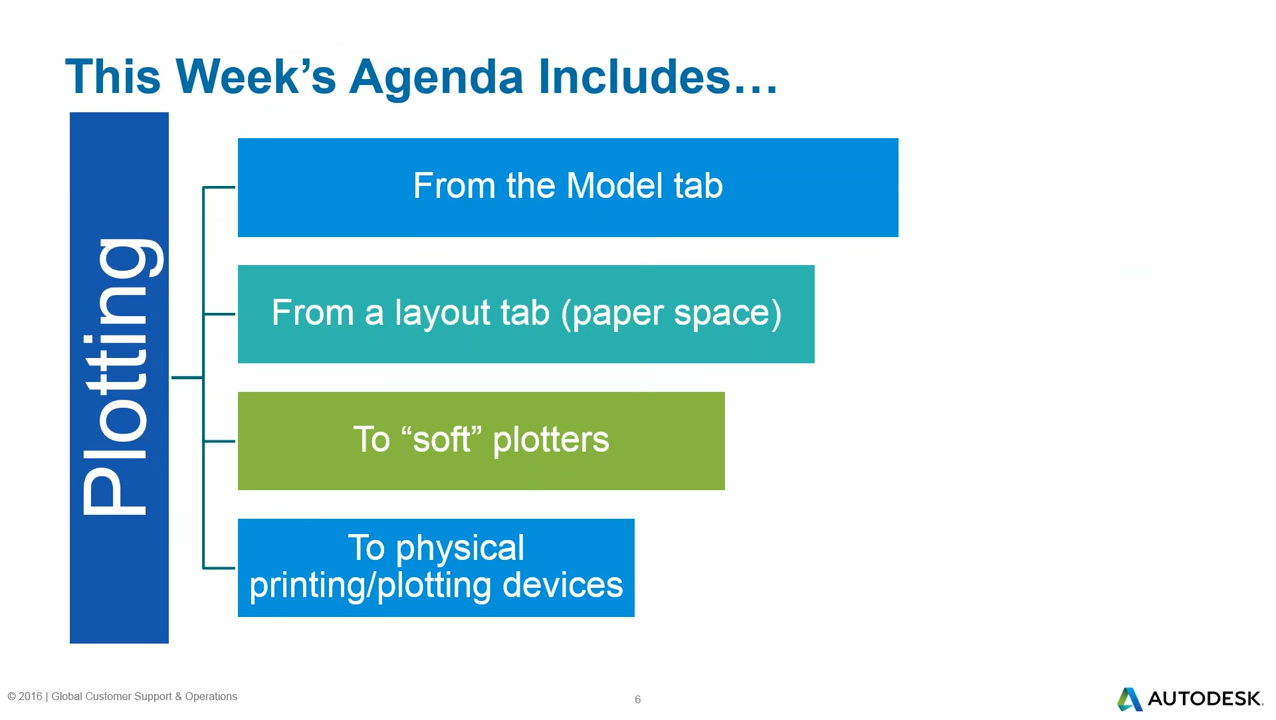 This Week’s Agenda Includes…
Plotting
From the Model tab
From a layout tab (paper space)
To “soft” plotters
To physical
printing/plotting devices
© 2016 | Global Customer Support & Operations
6
AUTODESK.